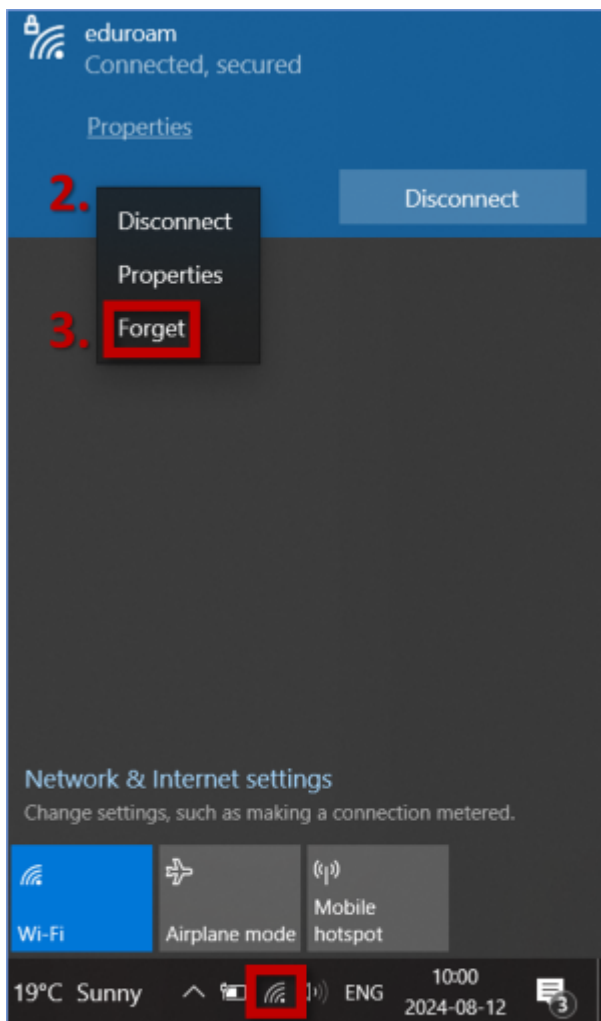 eduroam
Connected, secured
Properties
2.
Disconnect
Disconnect
Properties
3. Forget
Network & Internet settings
Change settings, such as making a connection metered.
Wi-Fi
Airplane mode
Mobile
hotspot
19°C Sunny
ENG
10:00
2024-08-12
3